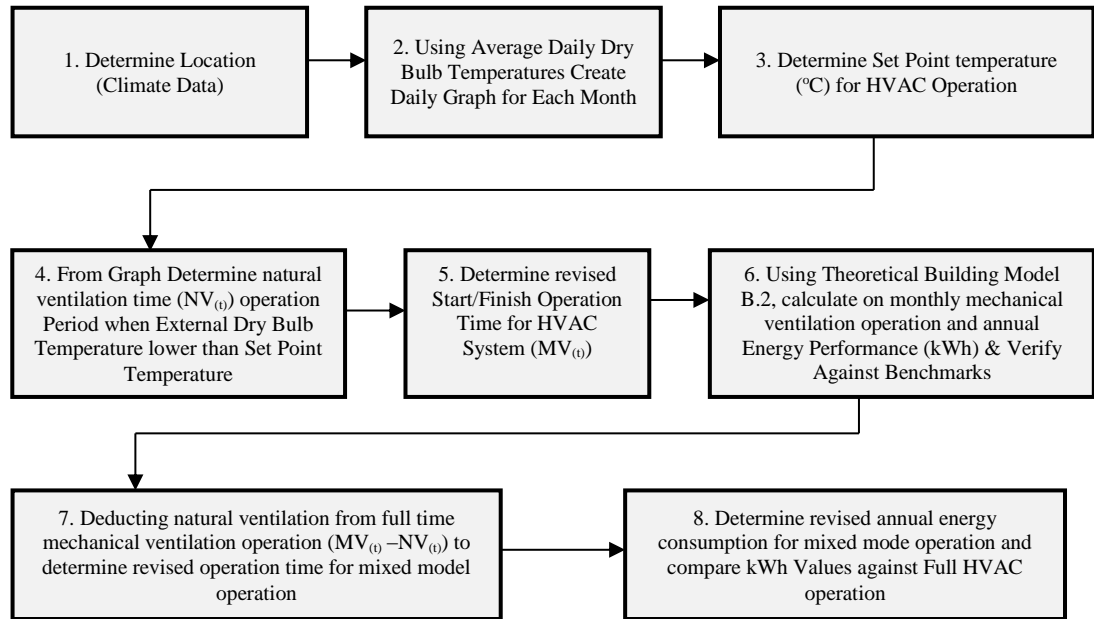 1. Determine Location
(Climate Data)
2. Using Average Daily Dry
Bulb Temperatures Create
Daily Graph for Each Month
3. Determine Set Point temperature
(ºC) for HVAC Operation
4. From Graph Determine natural
ventilation time (NV(t)) operation
Period when External Dry Bulb
Temperature lower than Set Point
Temperature
5. Determine revised
Start/Finish Operation
Time for HVAC
System (MV(t))
6. Using Theoretical Building Model
B.2, calculate on monthly mechanical
ventilation operation and annual
Energy Performance (kWh) & Verify
Against Benchmarks
7. Deducting natural ventilation from full time
mechanical ventilation operation (MV(t) –NV(t)) to
determine revised operation time for mixed model
operation
8. Determine revised annual energy
consumption for mixed mode operation and
compare kWh Values against Full HVAC
operation